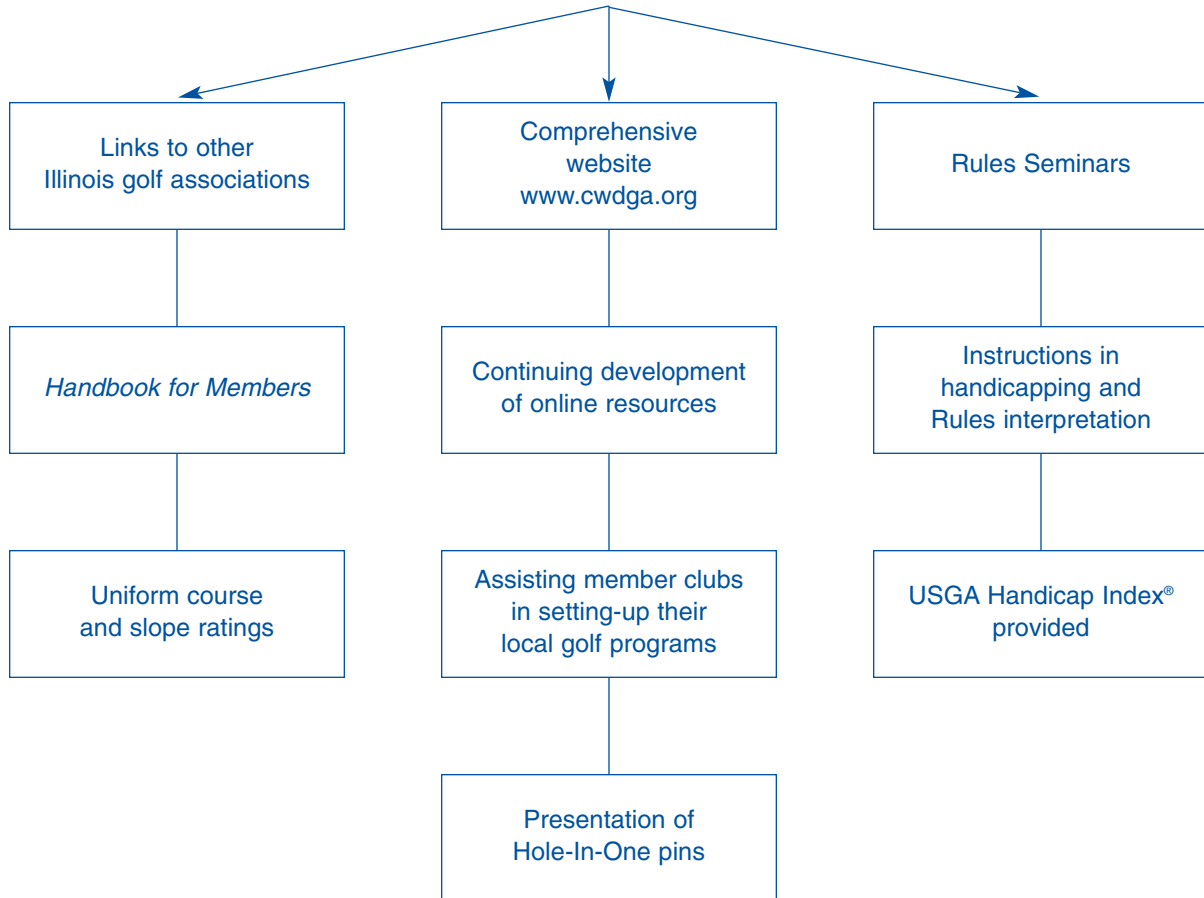 Links to other
Illinois golf associations
Comprehensive
website
www.cwdga.org
Rules Seminars
Handbook for Members
Continuing development
of online resources
Instructions in
handicapping and
Rules interpretation
Uniform course
and slope ratings
Assisting member clubs
in setting-up their
local golf programs
USGA Handicap Index®
provided
Presentation of
Hole-In-One pins